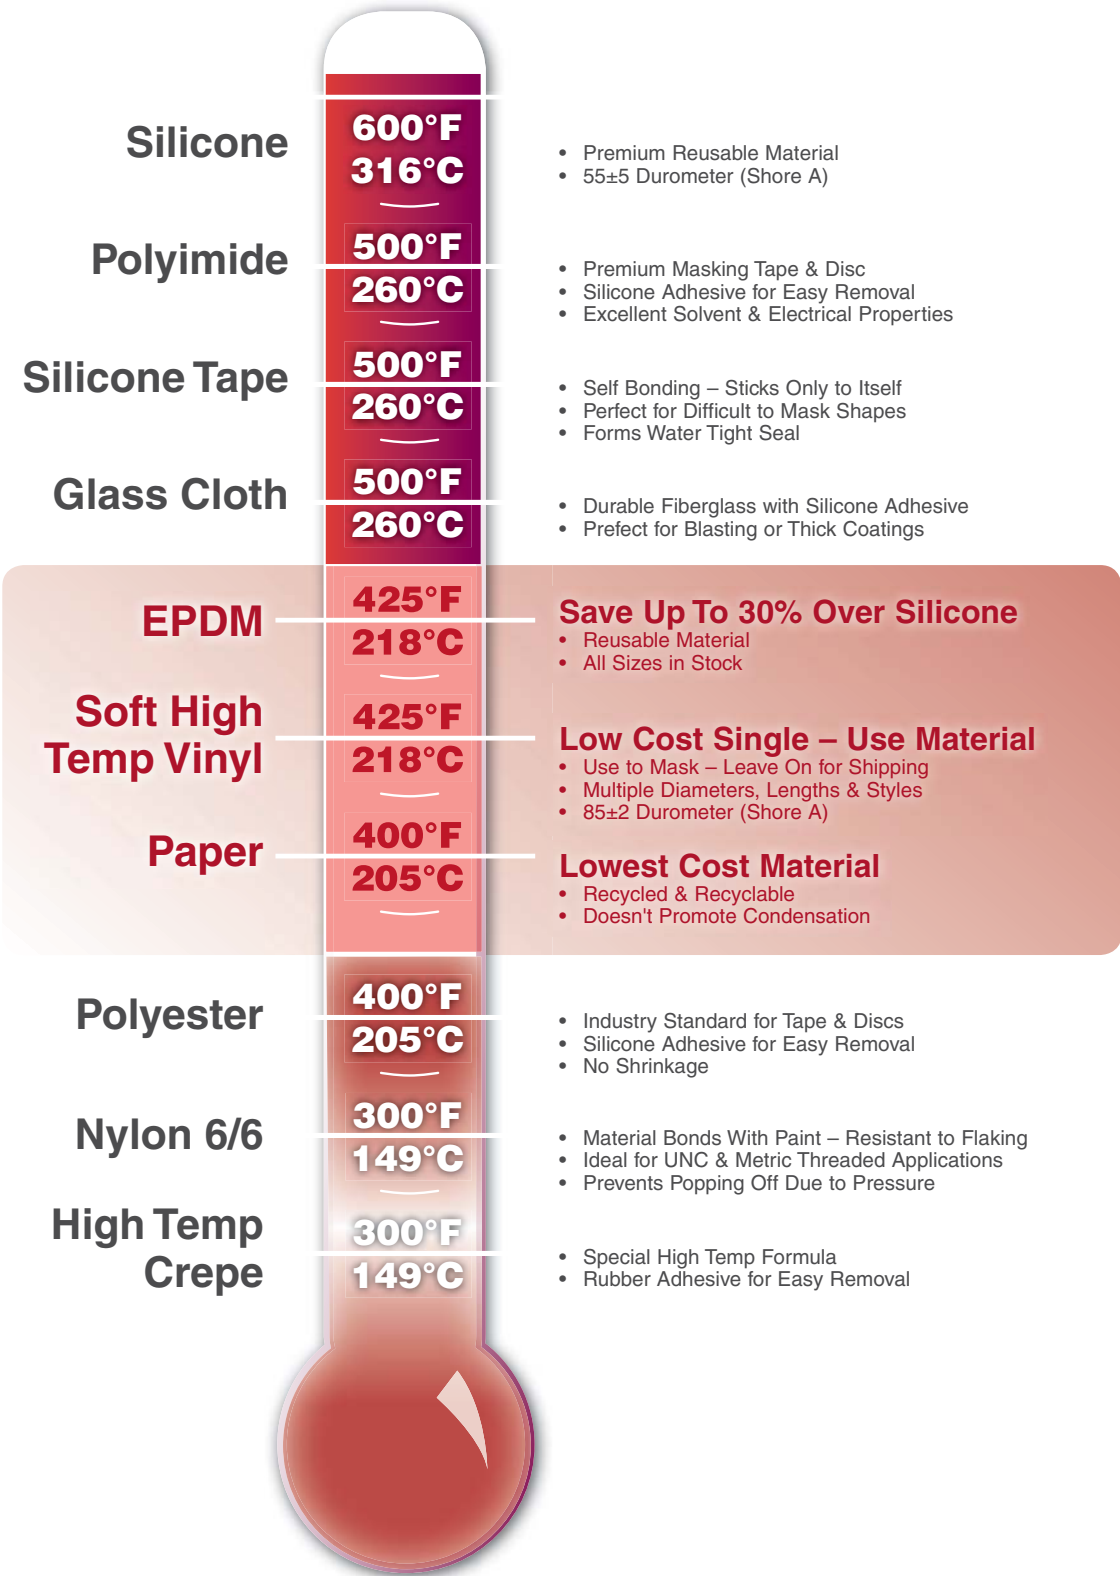 Silicone
600°F
316°C
• Premium Reusable Material
• 55±5 Durometer (Shore A)
Polyimide
500°F
260°C
• Premium Masking Tape & Disc
• Silicone Adhesive for Easy Removal
• Excellent Solvent & Electrical Properties
Silicone Tape
500°F
260°C
• Self Bonding – Sticks Only to Itself
• Perfect for Difficult to Mask Shapes
• Forms Water Tight Seal
Glass Cloth
500°F
260°C
• Durable Fiberglass with Silicone Adhesive
• Prefect for Blasting or Thick Coatings
EPDM
425°F
218°C
Save Up To 30% Over Silicone
• Reusable Material
• All Sizes in Stock
Soft High
Temp Vinyl
425°F
218°C
Low Cost Single – Use Material
• Use to Mask – Leave On for Shipping
• Multiple Diameters, Lengths & Styles
• 85±2 Durometer (Shore A)
Paper
400°F
205°C
Lowest Cost Material
• Recycled & Recyclable
• Doesn't Promote Condensation
Polyester
400°F
205°C
• Industry Standard for Tape & Discs
• Silicone Adhesive for Easy Removal
• No Shrinkage
Nylon 6/6
300°F
149°C
• Material Bonds With Paint – Resistant to Flaking
• Ideal for UNC & Metric Threaded Applications
• Prevents Popping Off Due to Pressure
High Temp
Crepe
300°F
149°C
• Special High Temp Formula
• Rubber Adhesive for Easy Removal